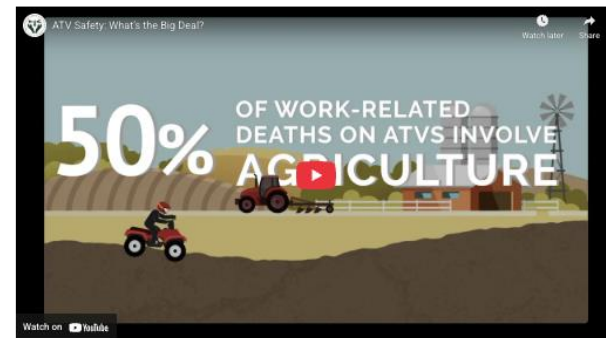 ATV Safety: What's the Big Deal?
Watch later
Share
50%
OF WORK-RELATED
DEATHS ON ATVS INVOLVE
AGRICULTURE
Watch on YouTube